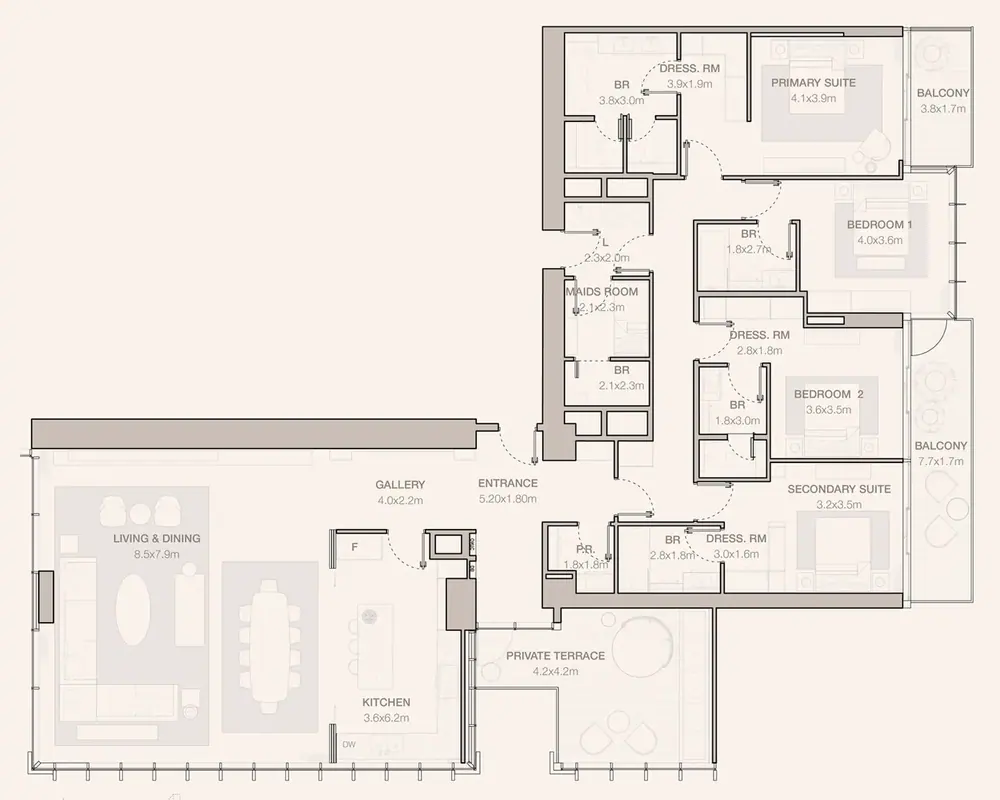 DRESS. RM
3.9x1.9m
PRIMARY SUITE
4.1x3.9m
BR
3.8x3.0m
BALCONY
3.8x1.7m
BEDROOM 1
4.0x3.6m
BR
1.8x2.7m
L
2.3x2.0m
MAIDS ROOM
2.1x2.3m
DRESS. RM
2.8x1.8m
BR
2.1x2.3m
BEDROOM 2
3.6x3.5m
BR
1.8x3.0m
BALCONY
7.7x1.7m
GALLERY
4.0x2.2m
ENTRANCE
5.20x1.80m
SECONDARY SUITE
3.2x3.5m
LIVING & DINING
8.5x7.9m
F
P.R.
1.8x1.8m
BR
2.8x1.8m
DRESS. RM
3.0x1.6m
PRIVATE TERRACE
4.2x4.2m
KITCHEN
3.6x6.2m
DW